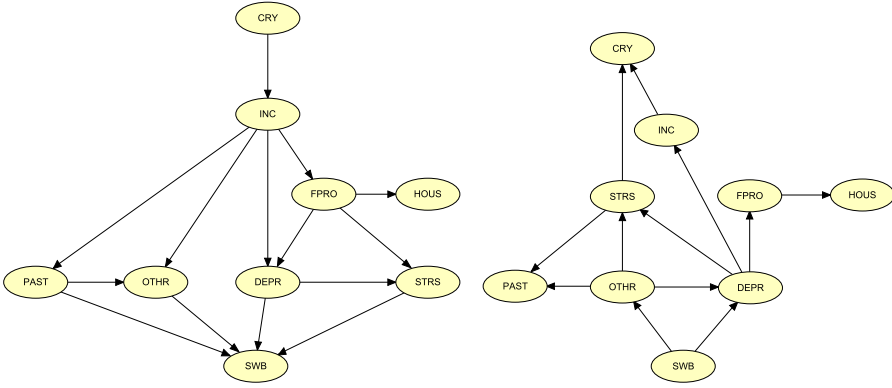 CRY
INC
FPRO
HOUS
PAST
OTHR
DEPR
STRS
SWB
CRY
INC
STRS
FPRO
HOUS
PAST
OTHR
DEPR
SWB